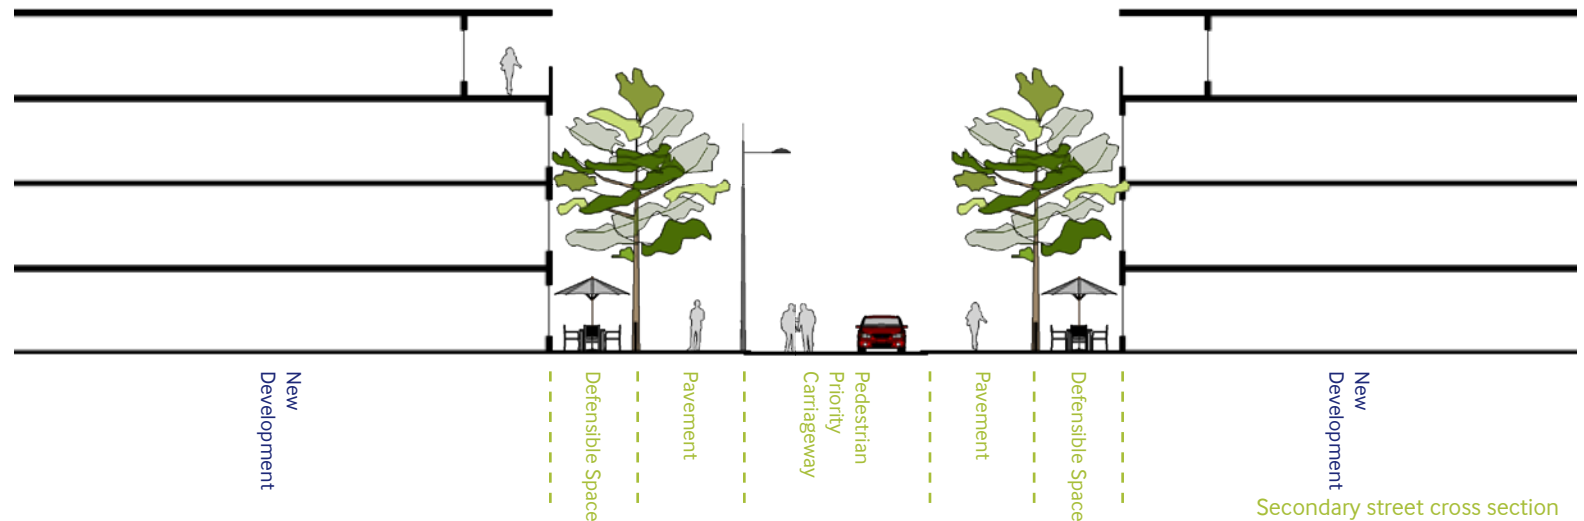 New
Development
Defensible Space
Pavement
Pedestrian
Priority
Carriageway
Pavement
Defensible Space
New
Development
Secondary street cross section